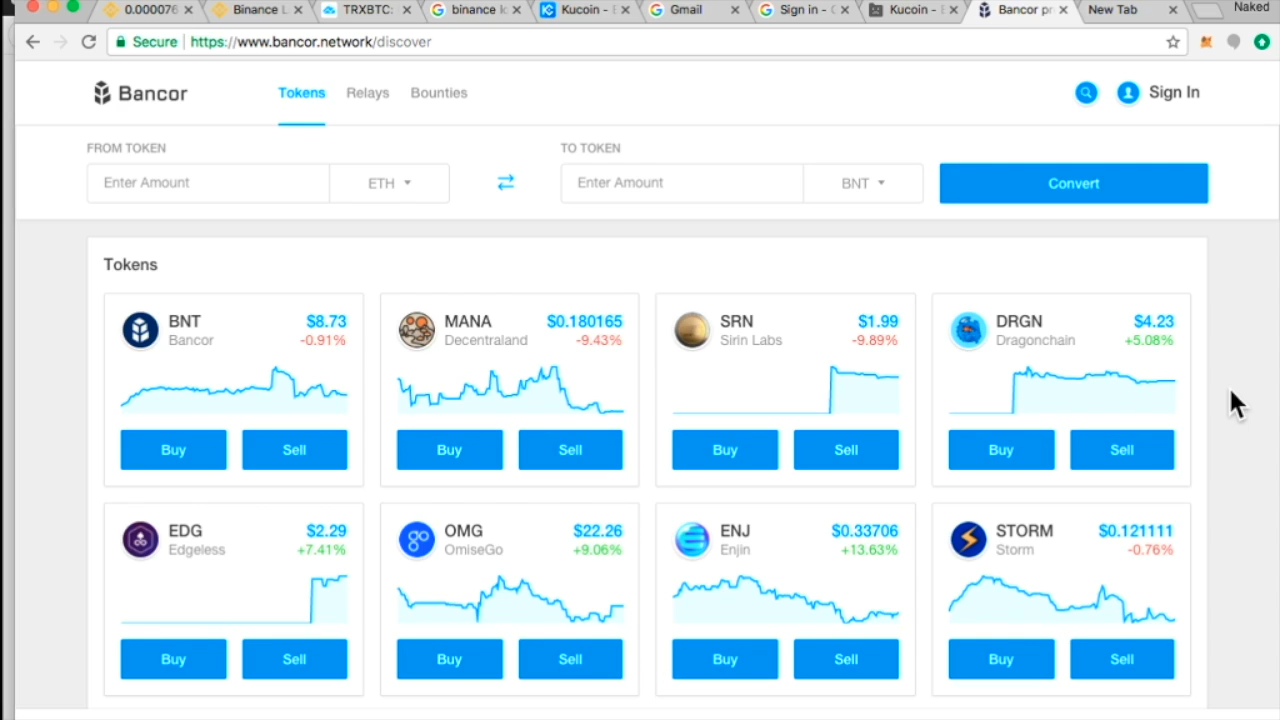 0.000076 Binance L TRXBTC: binance lo Kucoin - E Gmail Sign in - Kucoin - E Bancor pr New Tab Naked
Secure https://www.bancor.network/discover
Bancor Tokens Relays Bounties Sign In
FROM TOKEN TO TOKEN
Enter Amount ETH Enter Amount BNT Convert
Tokens
BNT $8.73 MANA $0.180165 SRN $1.99 DRGN $4.23
Bancor -0.91% Decentraland -9.43% Sirin Labs -9.89% Dragonchain +5.08%
Buy Sell Buy Sell Buy Sell Buy Sell
EDG $2.29 OMG $22.26 ENJ $0.33706 STORM $0.121111
Edgeless +7.41% OmiseGo +9.06% Enjin +13.63% Storm -0.76%
Buy Sell Buy Sell Buy Sell Buy Sell